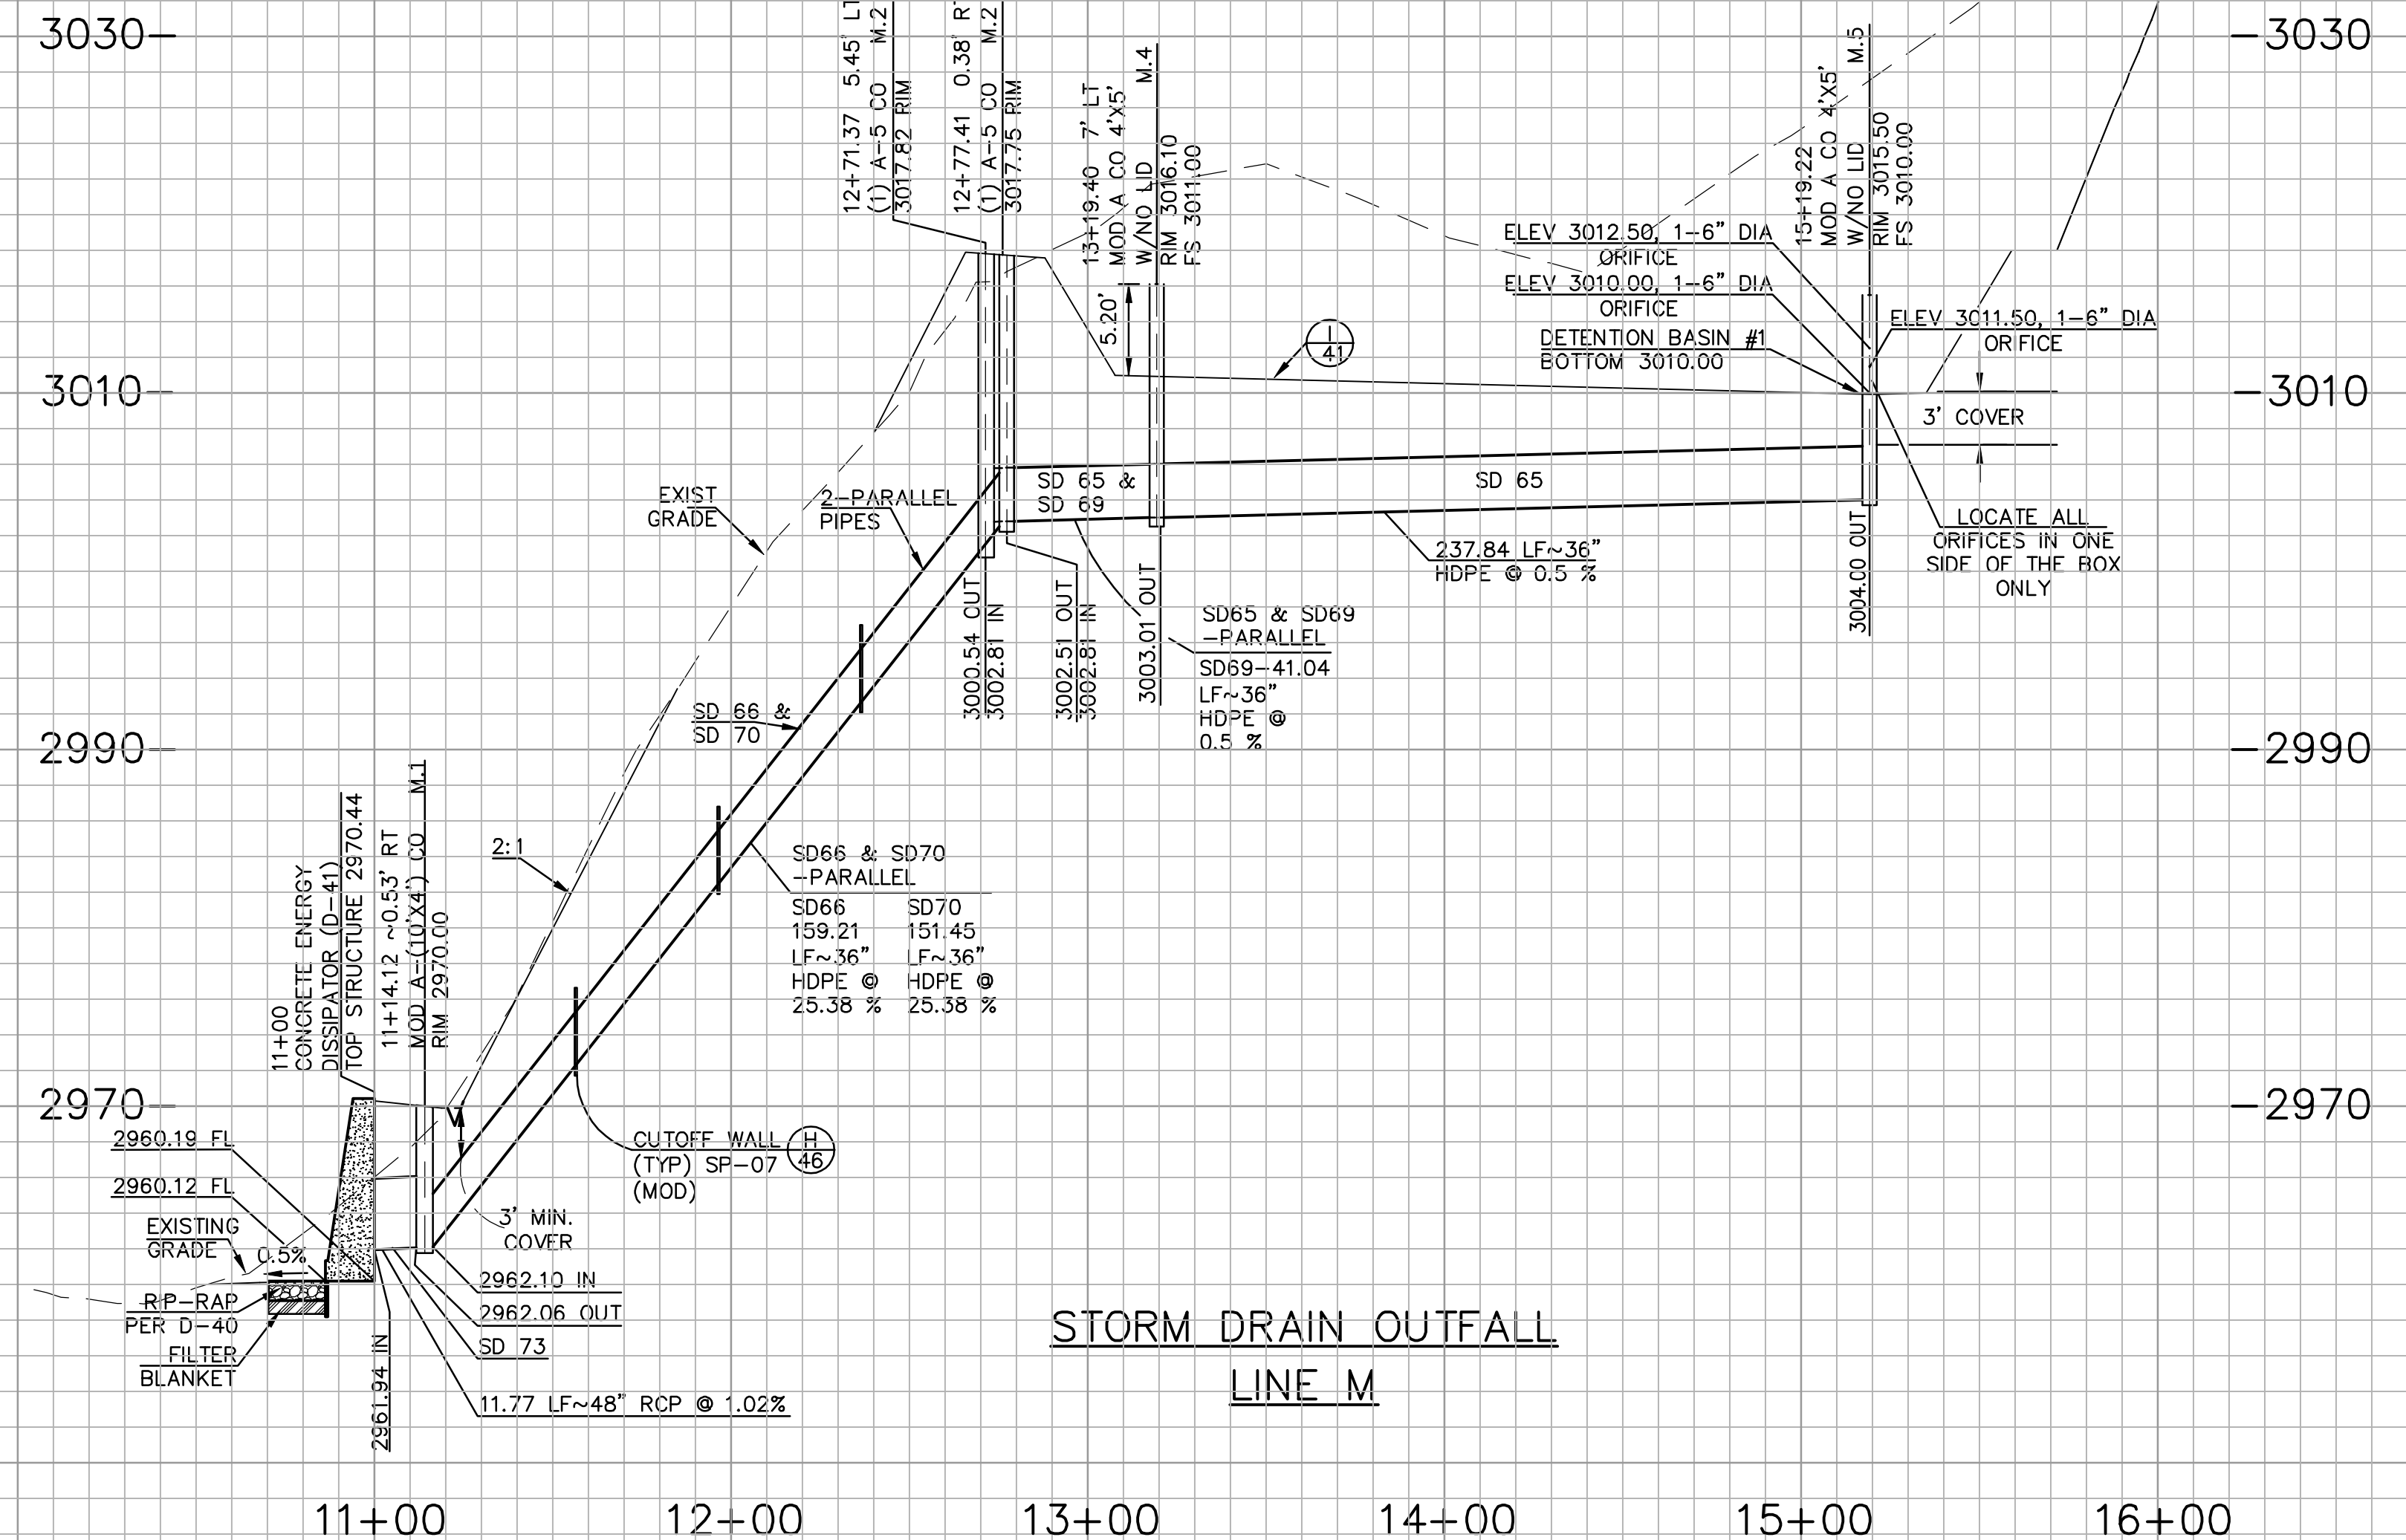 3030
3010
2990
2970
3030
3010
2990
2970
12+71.37 5.45' LT
(1) A-5 CO M.2
3017.82 RIM
12+77.41 0.38' RT
(1) A-5 CO M.2
3017.75 RIM
13+19.40 7' LT
MOD A CO 4'X5'
W/NO LID M.4
RIM 3016.10
FS 3011.00
15+19.22
MOD A CO 4'X5'
W/NO LID M.5
RIM 3015.50
FS 3010.00
ELEV 3012.50, 1-6" DIA
ORIFICE
ELEV 3010.00, 1-6" DIA
ORIFICE
DETENTION BASIN #1
BOTTOM 3010.00
ELEV 3011.50, 1-6" DIA
ORIFICE
5.20'
I
41
3' COVER
LOCATE ALL
ORIFICES IN ONE
SIDE OF THE BOX
ONLY
EXIST
GRADE
2-PARALLEL
PIPES
SD 65 &
SD 69
SD 65
237.84 LF~36"
HDPE @ 0.5 %
3000.54 OUT
3002.81 IN
3002.51 OUT
3002.81 IN
3003.01 OUT
3004.00 OUT
SD65 & SD69
-PARALLEL
SD69-41.04
LF~36"
HDPE @
0.5 %
SD 66 &
SD 70
2:1
SD66 & SD70
-PARALLEL
SD66
159.21
LF~36"
HDPE @
25.38 %
SD70
151.45
LF~36"
HDPE @
25.38 %
11+00
CONCRETE ENERGY
DISSIPATOR (D-41)
TOP STRUCTURE 2970.44
11+14.12 ~0.53' RT
MOD A-(10'X4') CO M.1
RIM 2970.00
CUTOFF WALL
(TYP) SP-07
(MOD)
H
46
3' MIN.
COVER
2960.19 FL
2960.12 FL
EXISTING
GRADE
0.5%
RIP-RAP
PER D-40
FILTER
BLANKET
2961.94 IN
2962.10 IN
2962.06 OUT
SD 73
11.77 LF~48" RCP @ 1.02%
STORM DRAIN OUTFALL
LINE M
11+00
12+00
13+00
14+00
15+00
16+00